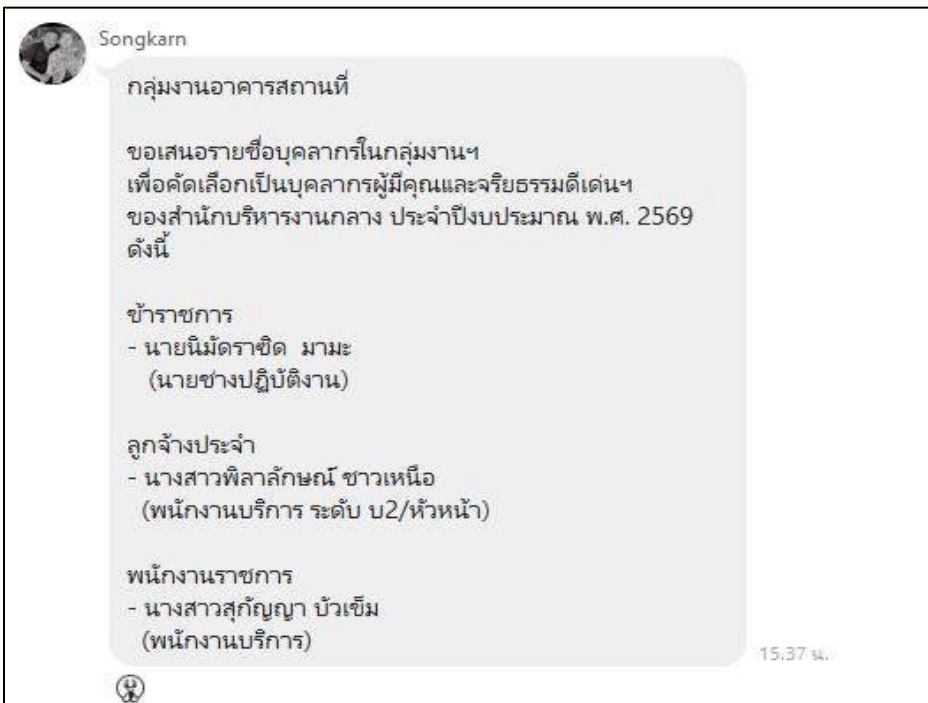 Songkarn
กลุ่มงานอาคารสถานที่
ขอเสนอรายชื่อบุคลากรในกลุ่มงานฯ
เพื่อคัดเลือกเป็นบุคลากรผู้มีคุณและจริยธรรมดีเด่นฯ
ของสำนักบริหารงานกลาง ประจำปีงบประมาณ พ.ศ. 2569
ดังนี้
ข้าราชการ
- นายนิมัดราซิด มามะ
(นายช่างปฏิบัติงาน)
ลูกจ้างประจำ
- นางสาวพิลาลักษณ์ ชาวเหนือ
(พนักงานบริการ ระดับ บ2/หัวหน้า)
พนักงานราชการ
- นางสาวสุกัญญา บัวเข็ม
(พนักงานบริการ)
15.37 น.